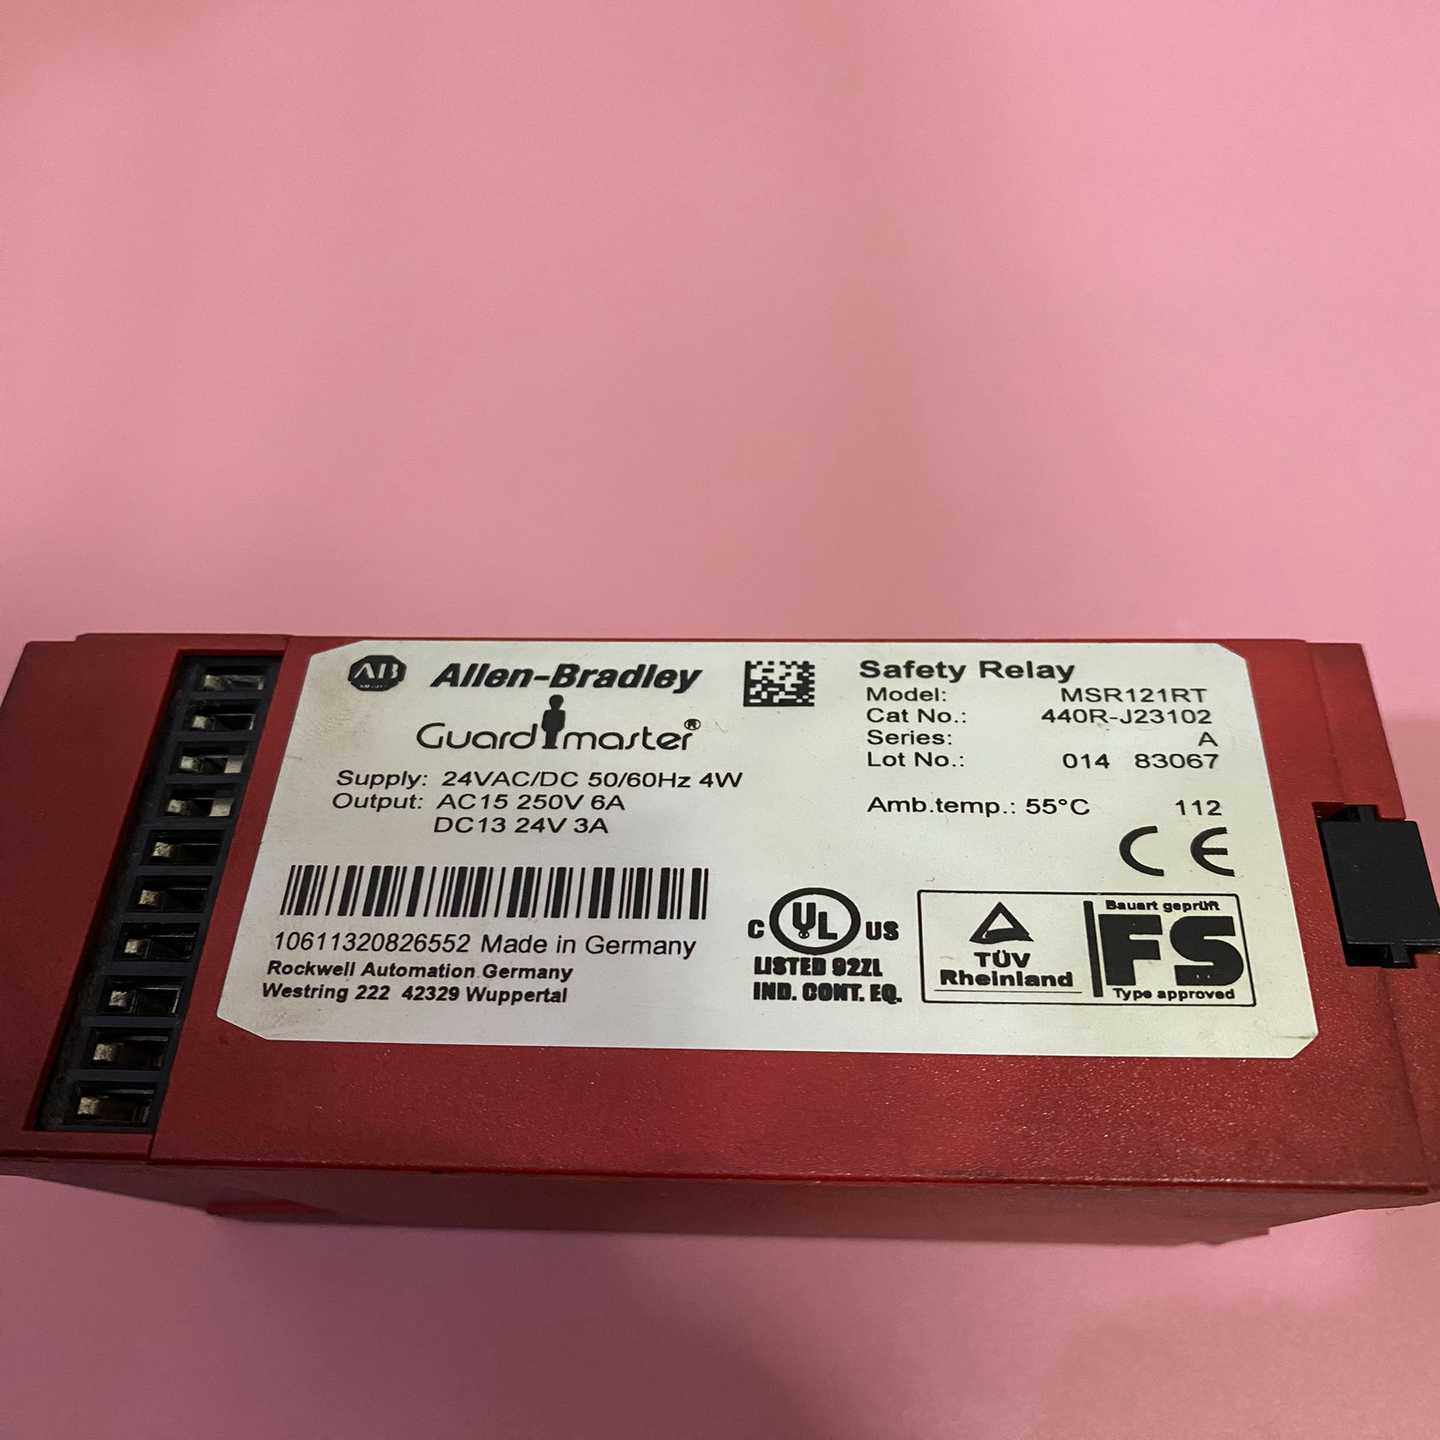 AB
Allen-Bradley
Guardmaster®
Supply: 24VAC/DC 50/60Hz 4W
Output: AC15 250V 6A
DC13 24V 3A
10611320826552 Made in Germany
Rockwell Automation Germany
Westring 222 42329 Wuppertal
Safety Relay
Model: MSR121RT
Cat No.: 440R-J23102
Series: A
Lot No.: 014 83067
Amb.temp.: 55°C 112
CE
C UL US
LISTED 92ZL
IND. CONT. EQ.
TÜV
Rheinland
Bauart geprüft
FS
Type approved